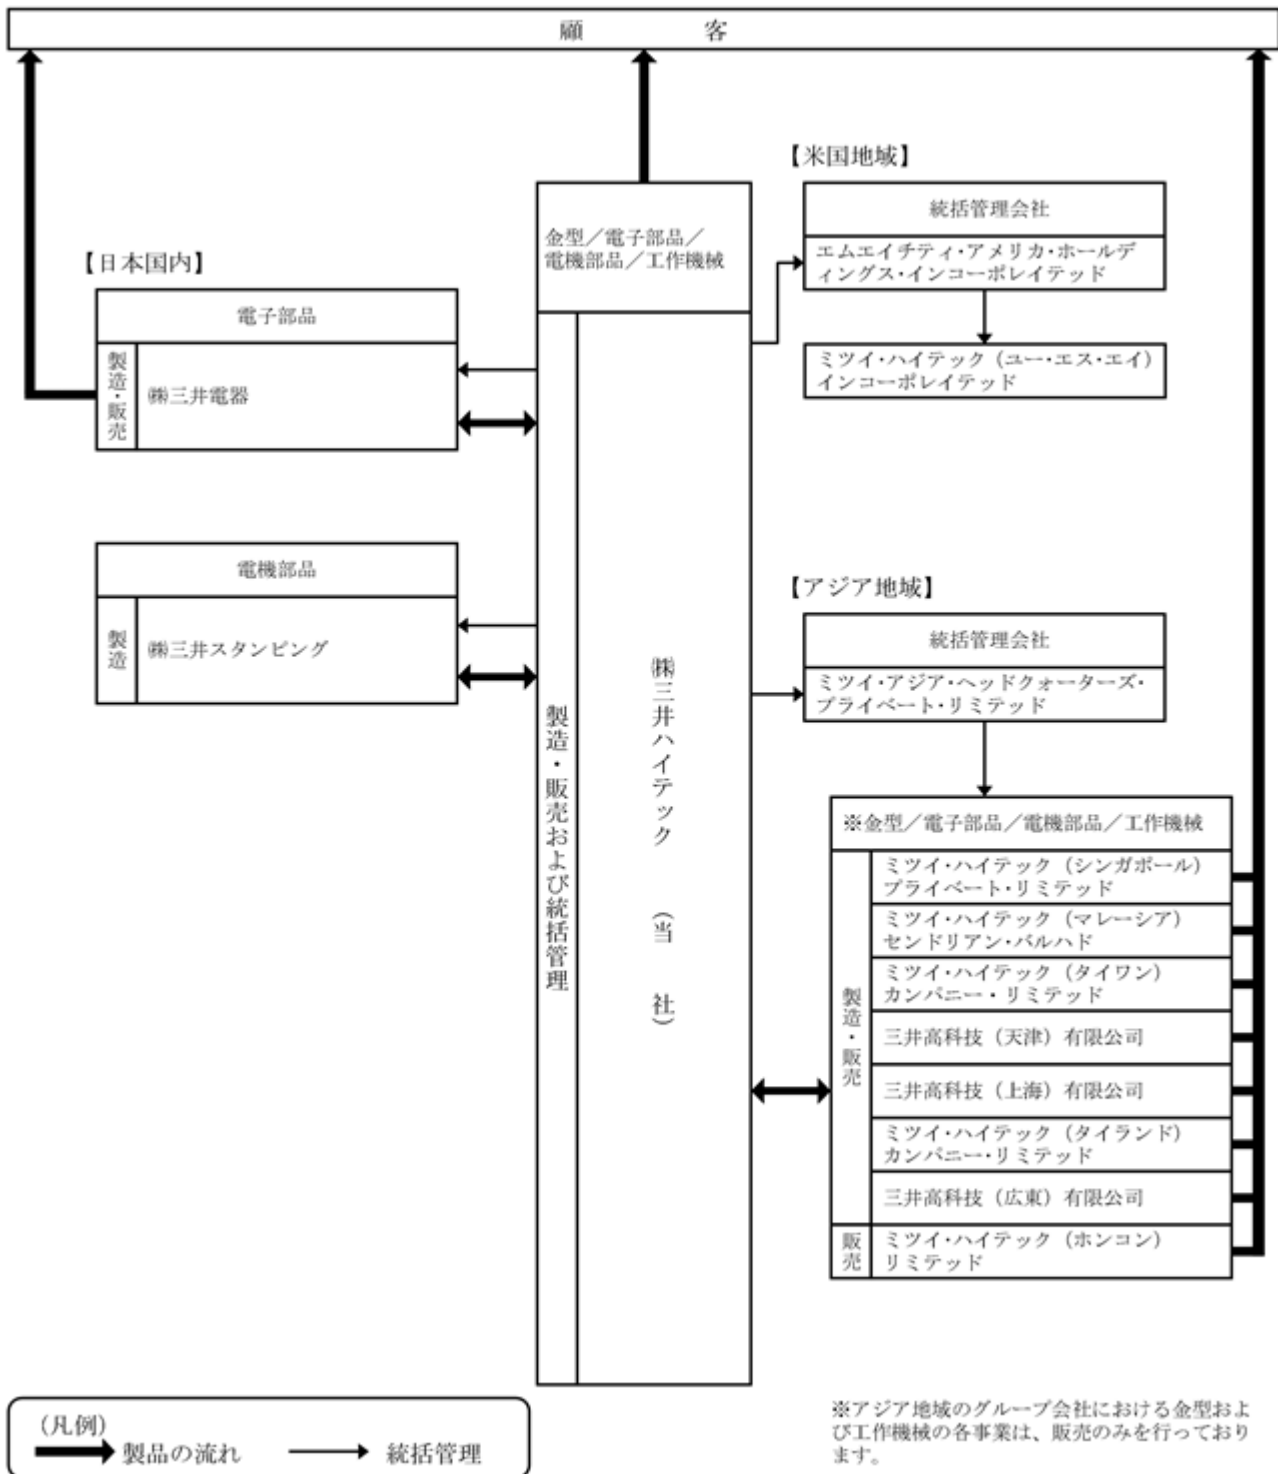 顧客
【米国地域】
統括管理会社
エムエイチティ・アメリカ・ホールデ
ィングス・インコーポレイテッド
ミツイ・ハイテック（ユー・エス・エイ）
インコーポレイテッド
金型／電子部品／
電機部品／工作機械
製造・販売および統括管理
㈱三井ハイテック（当社）
【日本国内】
電子部品
製造・販売
㈱三井電器
電機部品
製造
㈱三井スタンピング
【アジア地域】
統括管理会社
ミツイ・アジア・ヘッドクォーターズ・
プライベート・リミテッド
※金型／電子部品／電機部品／工作機械
製造・販売
ミツイ・ハイテック（シンガポール）
プライベート・リミテッド
ミツイ・ハイテック（マレーシア）
センドリアン・バルハド
ミツイ・ハイテック（タイワン）
カンパニー・リミテッド
三井高科技（天津）有限公司
三井高科技（上海）有限公司
ミツイ・ハイテック（タイランド）
カンパニー・リミテッド
三井高科技（広東）有限公司
販売
ミツイ・ハイテック（ホンコン）
リミテッド
（凡例）
製品の流れ 統括管理
※アジア地域のグループ会社における金型およ
び工作機械の各事業は、販売のみを行っており
ます。